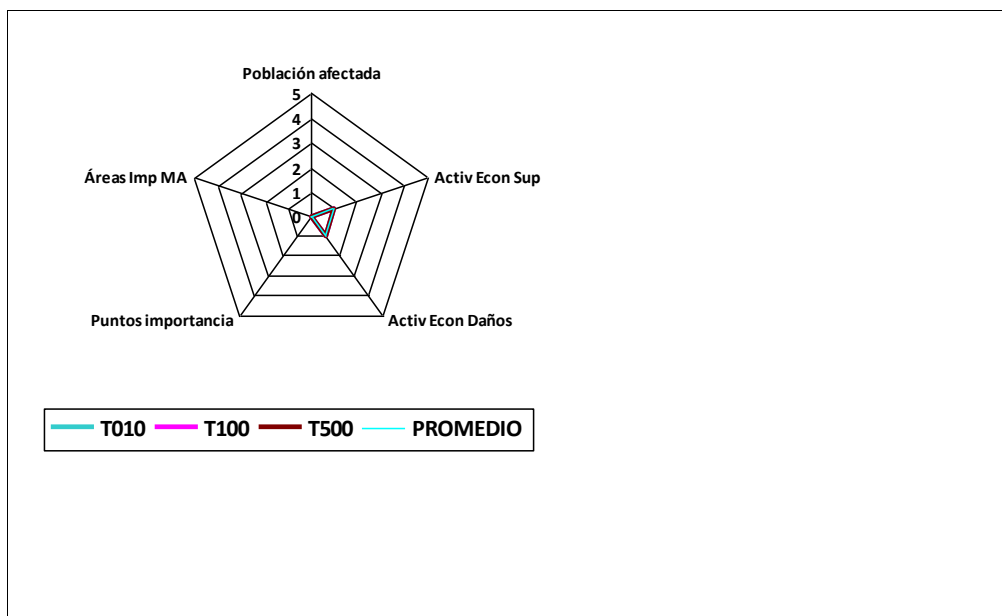 Población afectada
5
4
3
2
1
0
Áreas Imp MA
Activ Econ Sup
Puntos importancia
Activ Econ Daños
T010 T100 T500 PROMEDIO